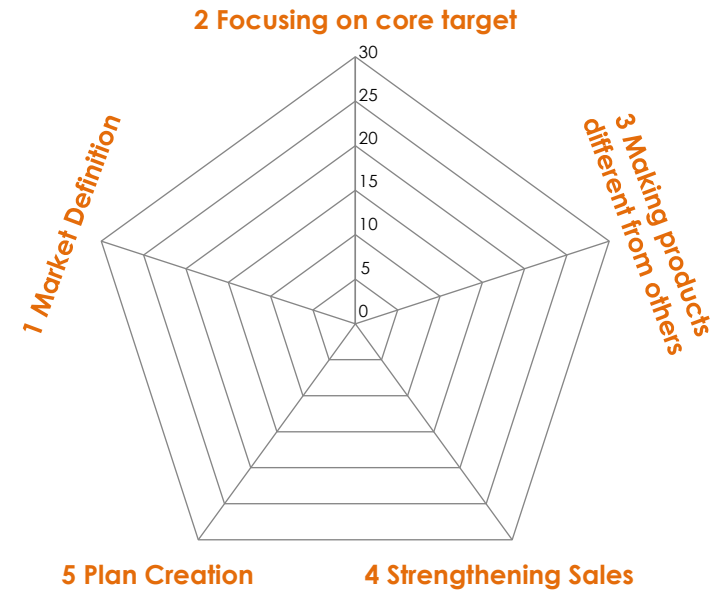 2 Focusing on core target
30
25
20
15
10
5
0
1 Market Definition
3 Making products
different from others
5 Plan Creation
4 Strengthening Sales